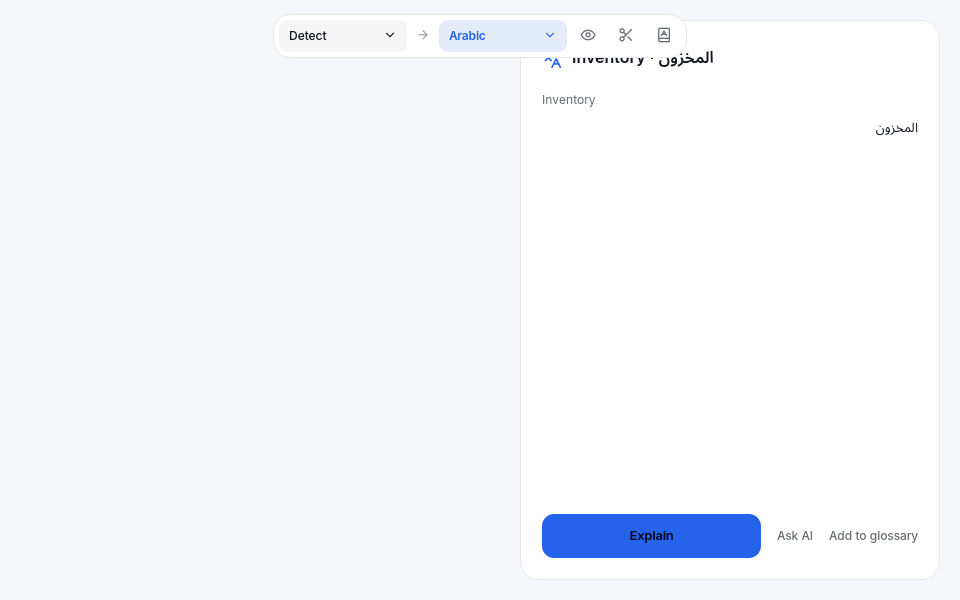 Detect
Arabic
Inventory · المخزون
Inventory
المخزون
Explain
Ask AI
Add to glossary